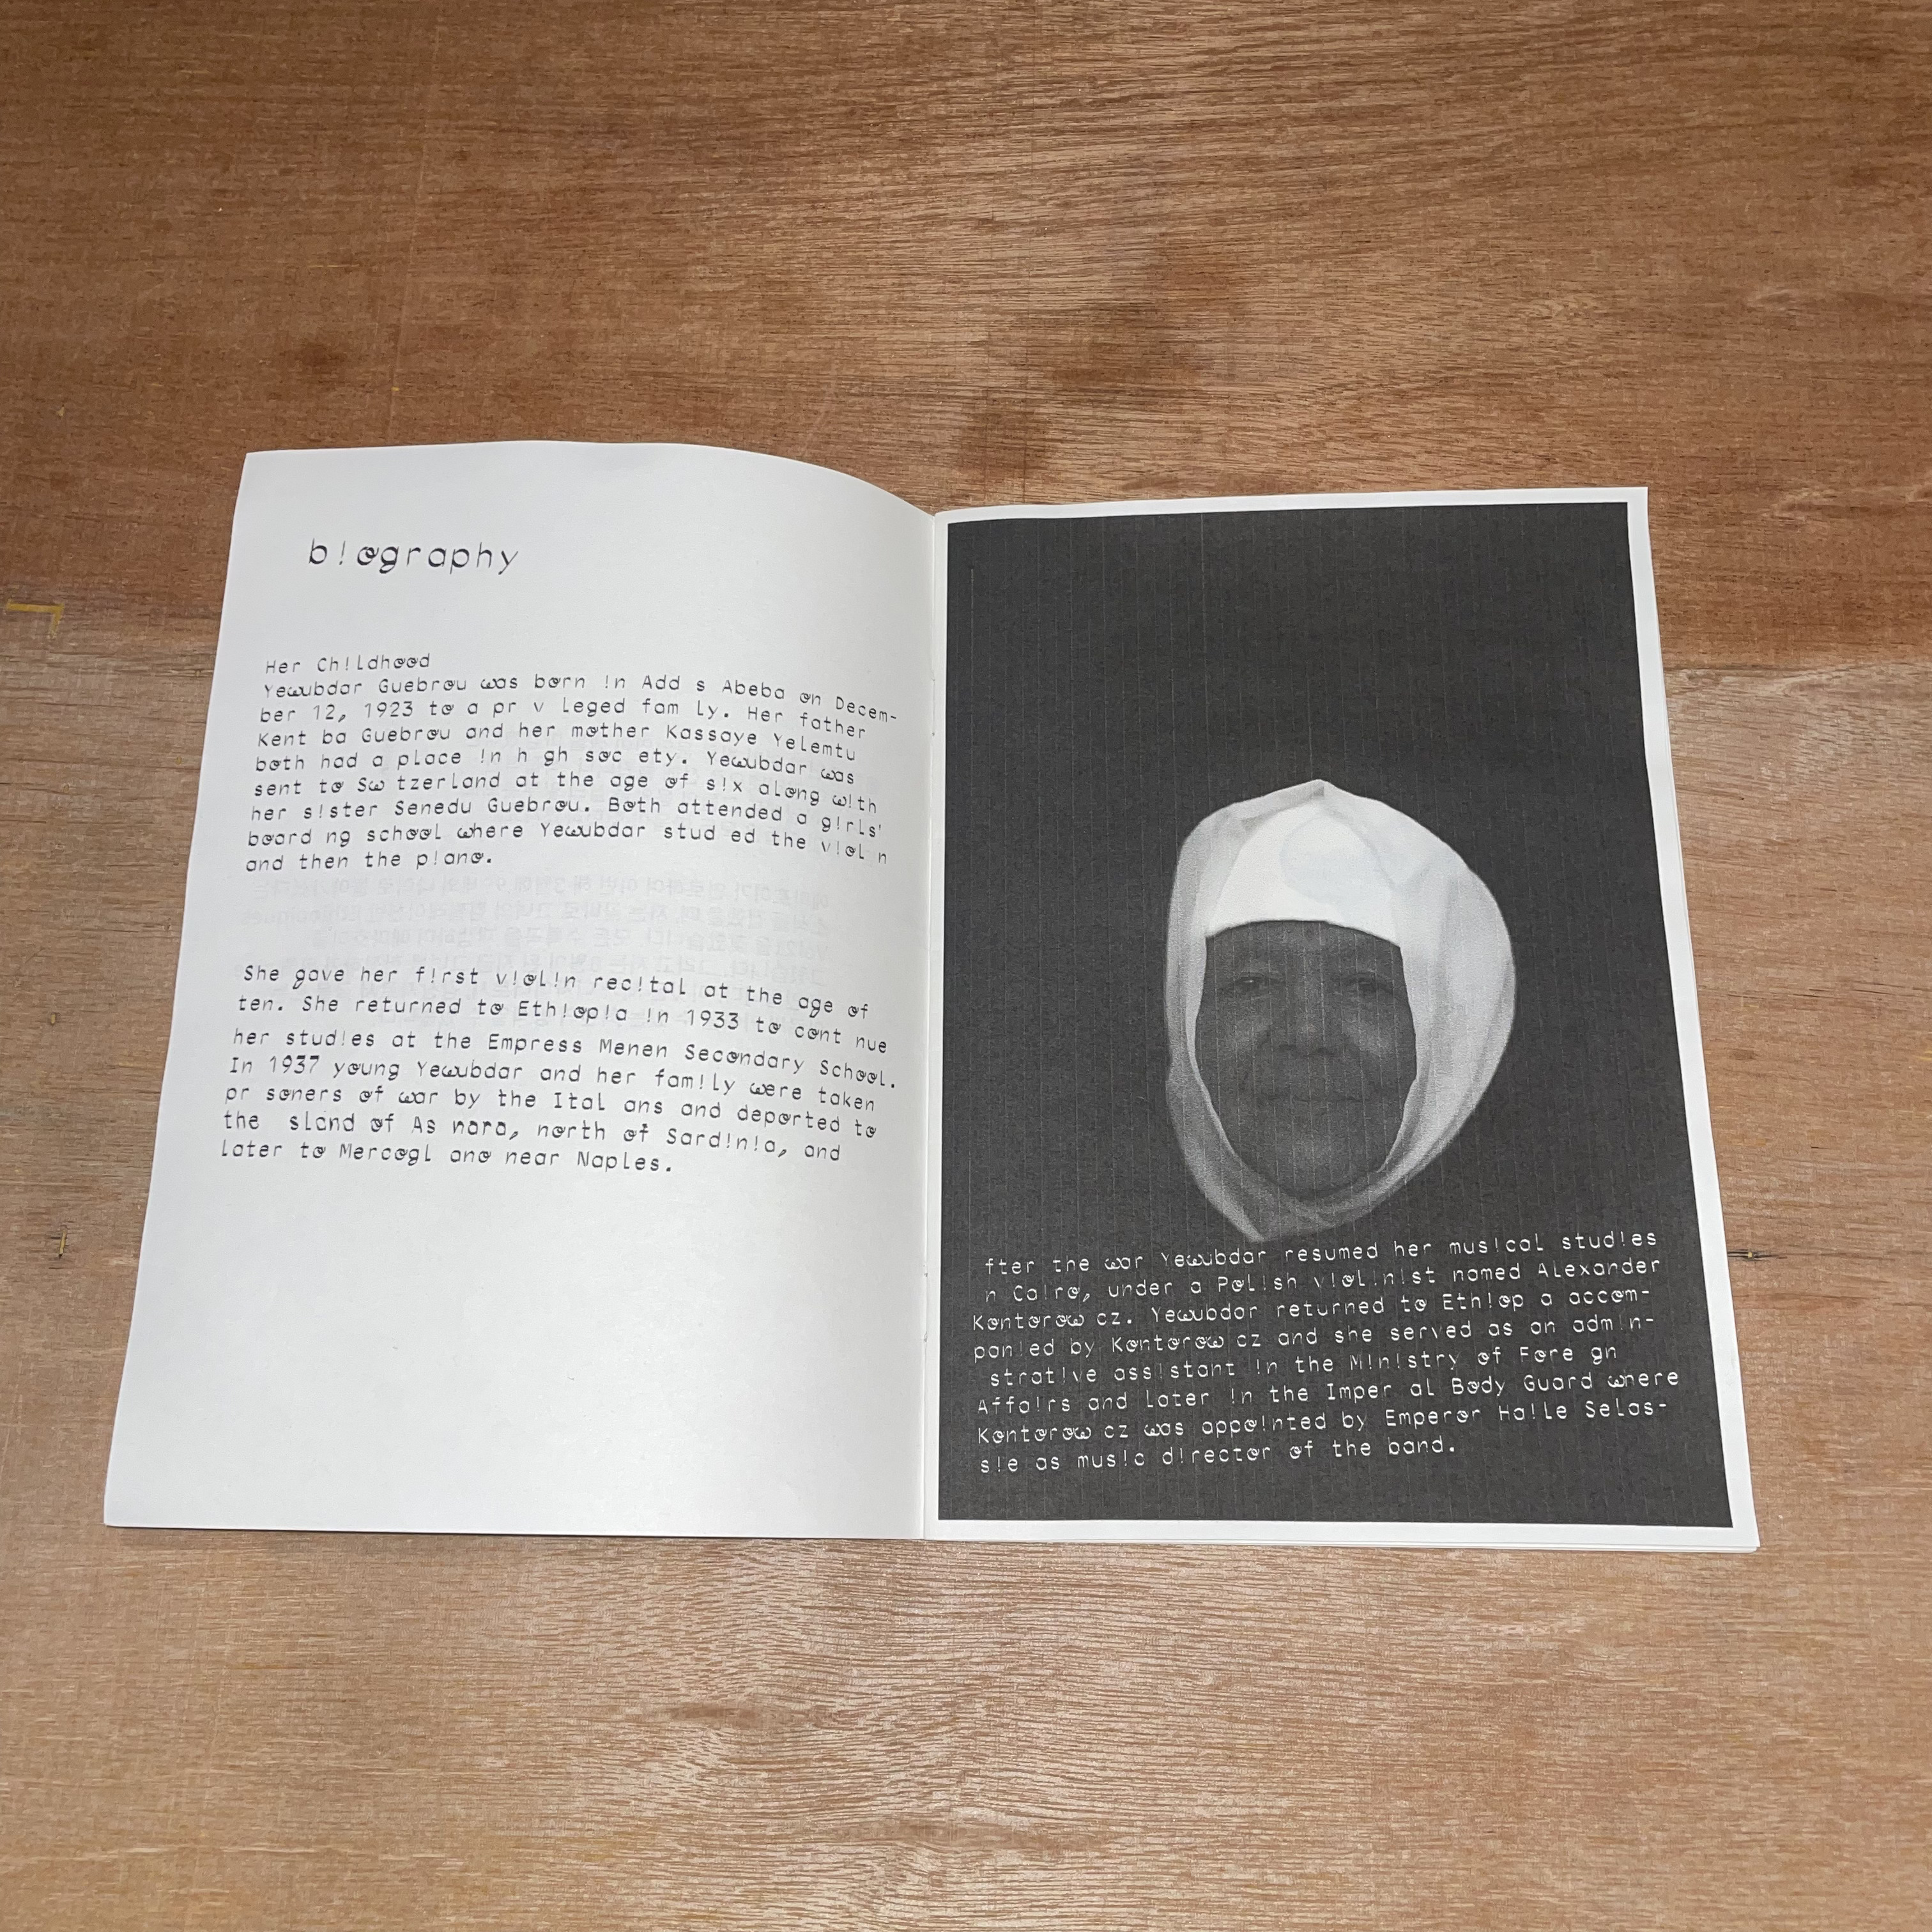 b!ography
Her Ch!ldhood
Yewubdar Guebrou was born !n Add s Abeba on Decem-
ber 12, 1923 to a pr v leged fam ly. Her father
Kent ba Guebrou and her mother Kassaye Yelemtu
both had a place !n h gh soc ety. Yewubdar was
sent to Sw tzerland at the age of s!x along w!th
her s!ster Senedu Guebrou. Both attended a g!rls'
board ng school where Yewubdar stud ed the v!ol n
and then the p!ano.
She gave her f!rst v!ol!n rec!tal at the age of
ten. She returned to Eth!op!a !n 1933 to cont nue
her stud!es at the Empress Menen Secondary School.
In 1937 young Yewubdar and her fam!ly were taken
pr soners of war by the Ital ans and deported to
the sland of As nara, north of Sard!n!a, and
later to Mercogl ano near Naples.
fter the war Yewubdar resumed her mus!cal stud!es
n Ca!ro, under a Pol!sh v!ol!n!st named Alexander
Kontorow cz. Yewubdar returned to Eth!op a accom-
pan!ed by Kontorow cz and she served as an adm!n-
strat!ve ass!stant !n the M!n!stry of Fore gn
Affa!rs and later !n the Imper al Body Guard where
Kontorow cz was appo!nted by Emperor Ha!le Selas-
s!e as mus!c d!rector of the band.